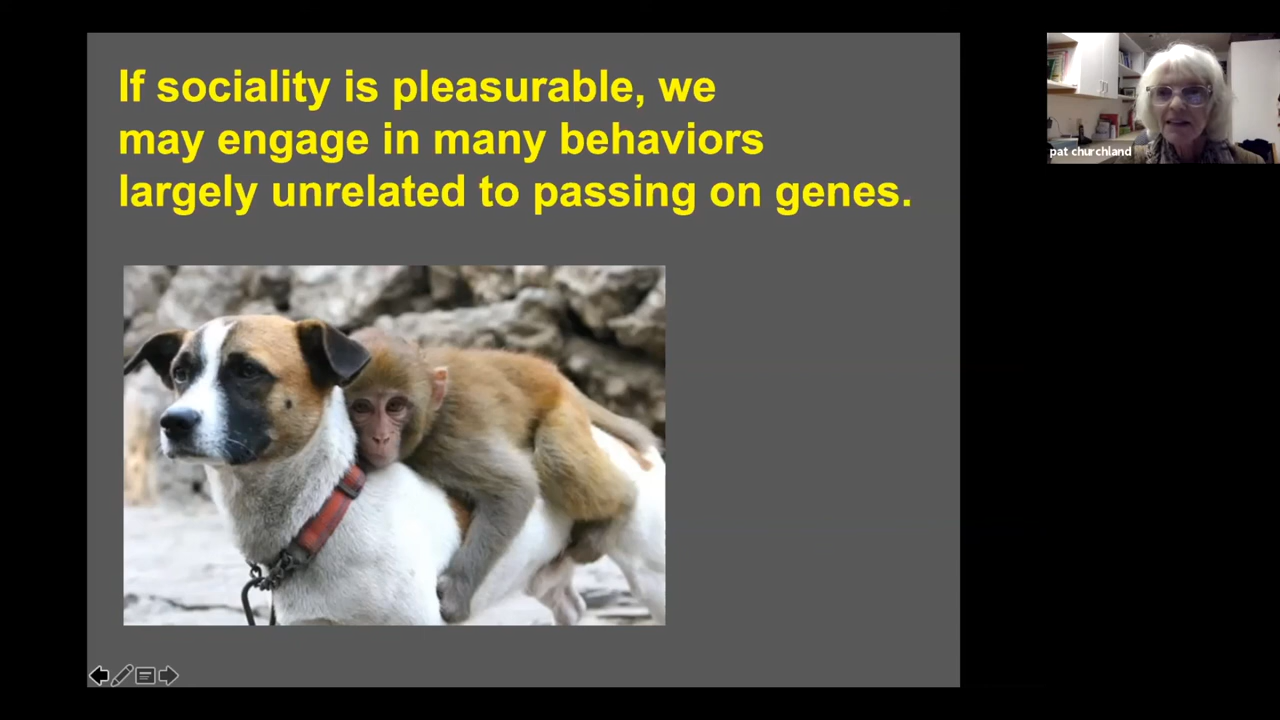 If sociality is pleasurable, we
may engage in many behaviors
largely unrelated to passing on genes.
pat churchland